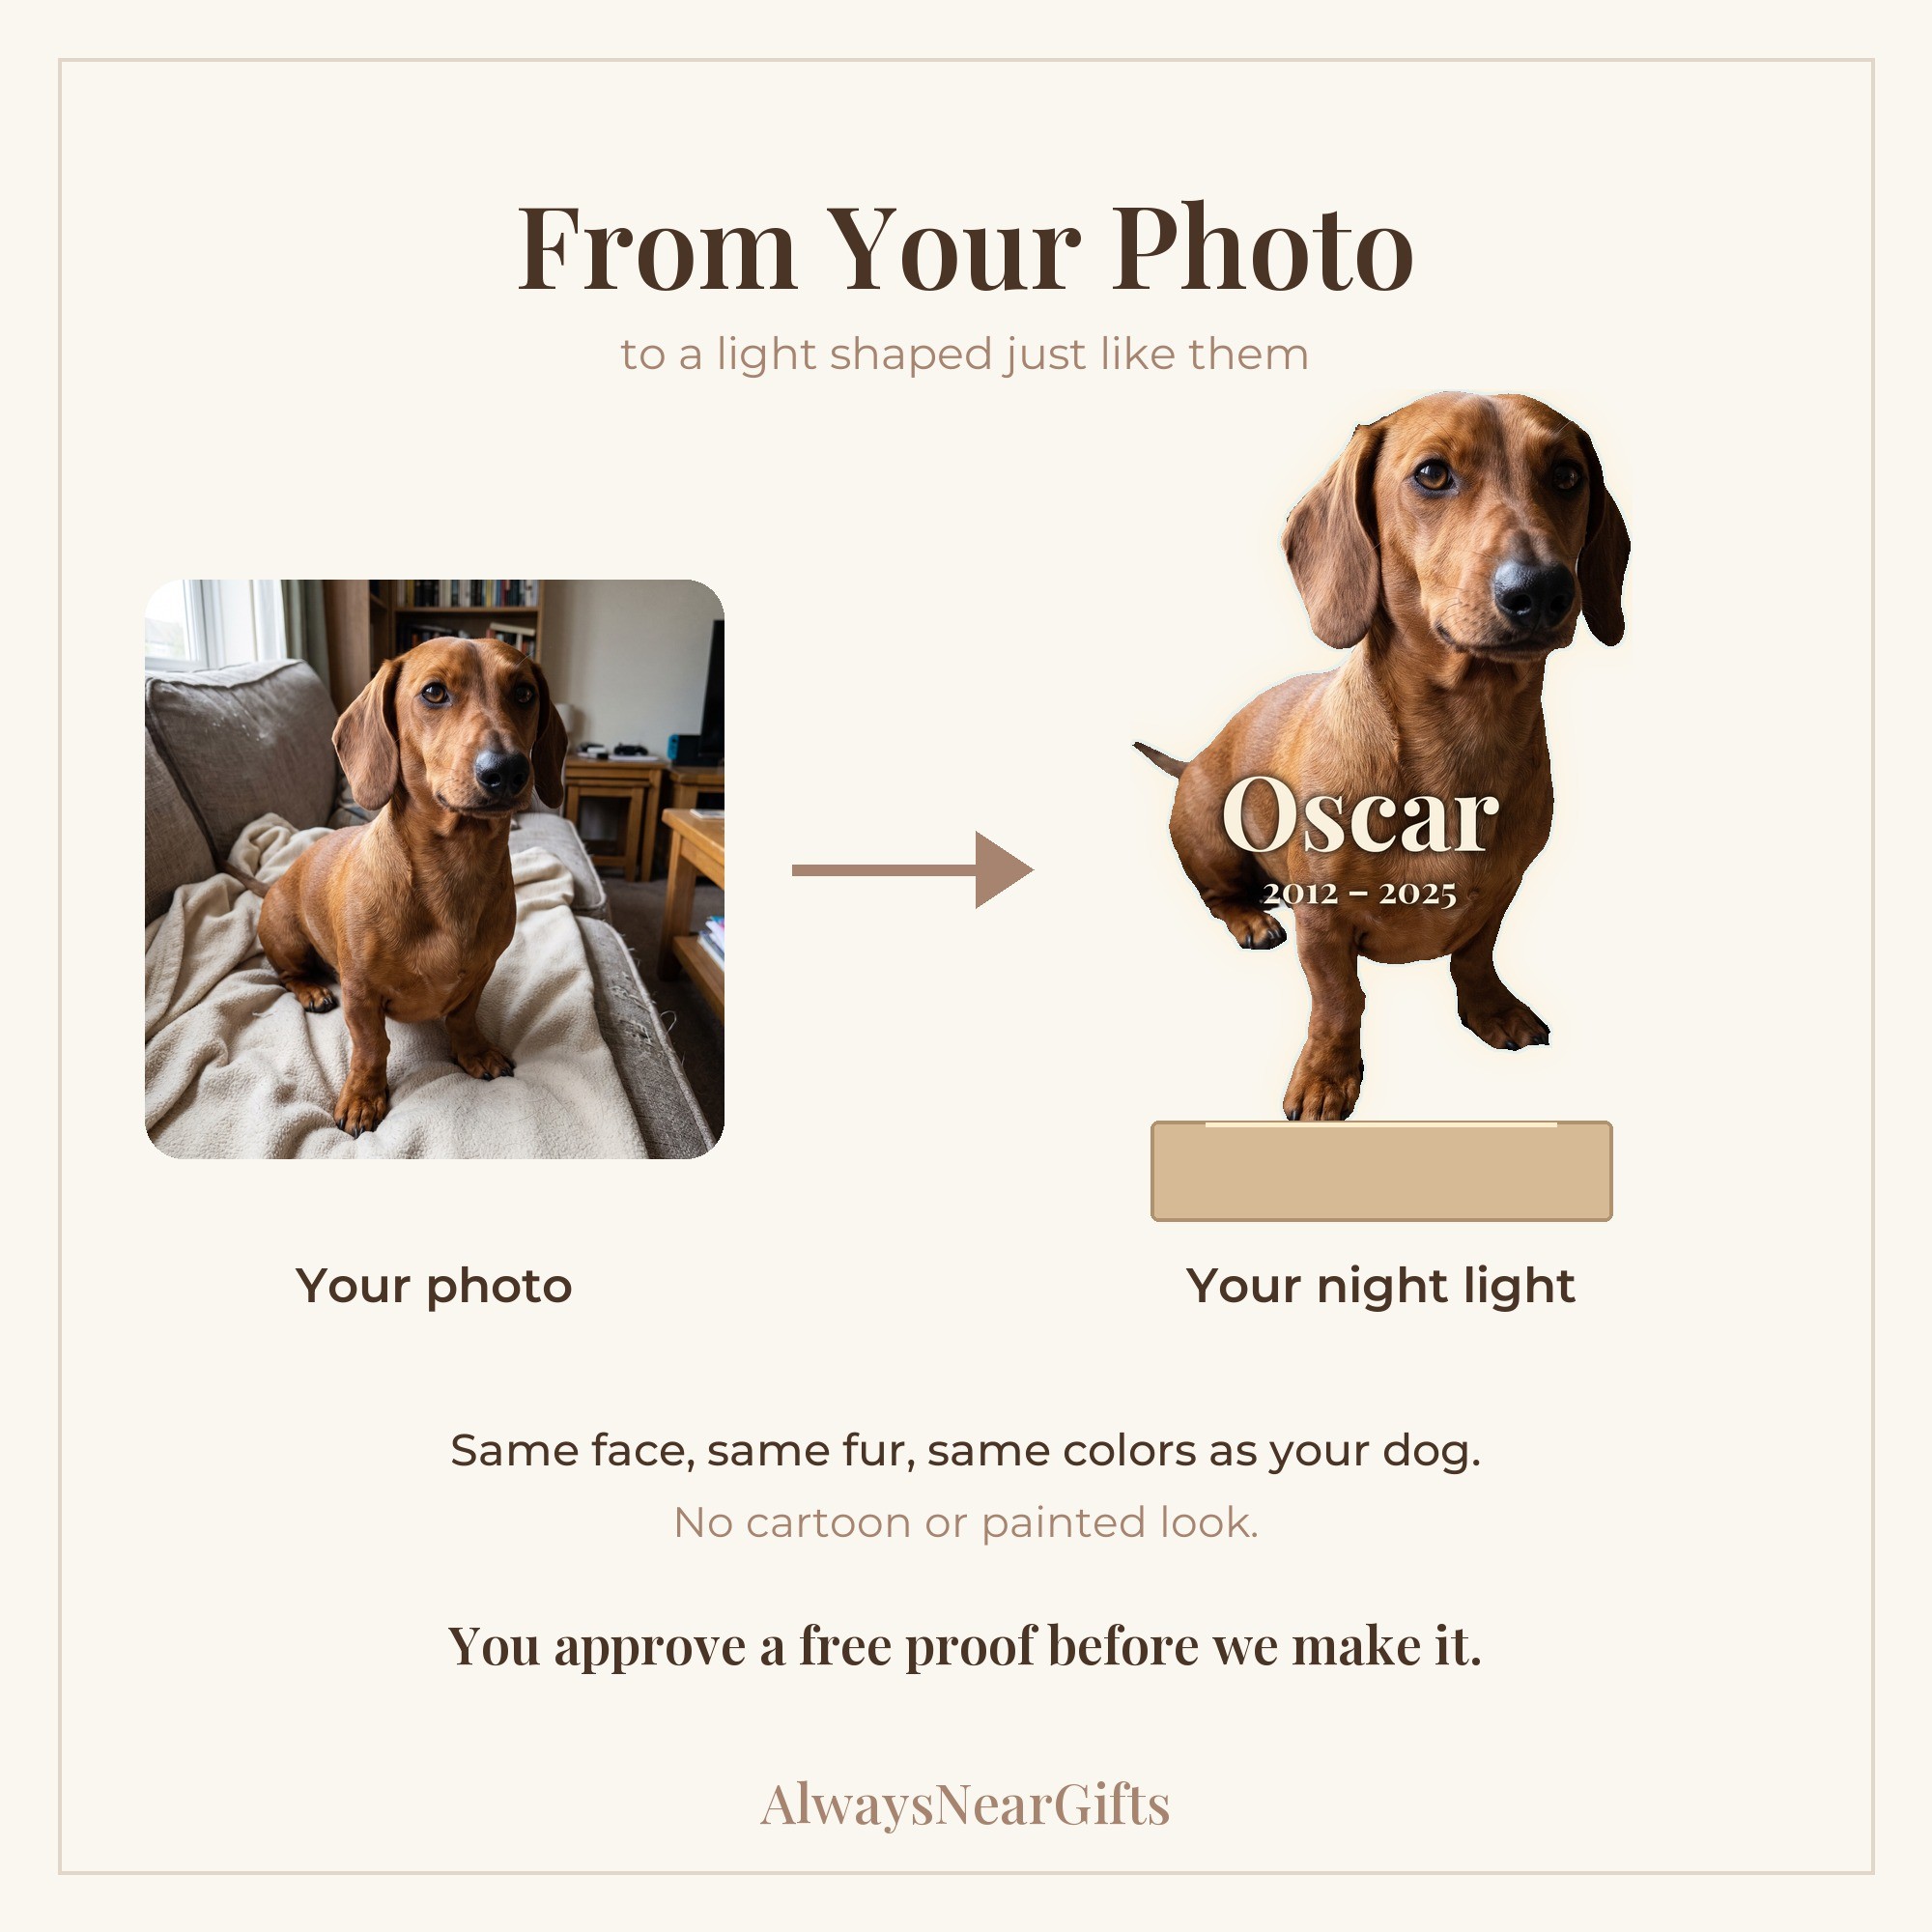 From Your Photo
to a light shaped just like them
Oscar
2012 – 2025
Your photo
Your night light
Same face, same fur, same colors as your dog.
No cartoon or painted look.
You approve a free proof before we make it.
AlwaysNearGifts